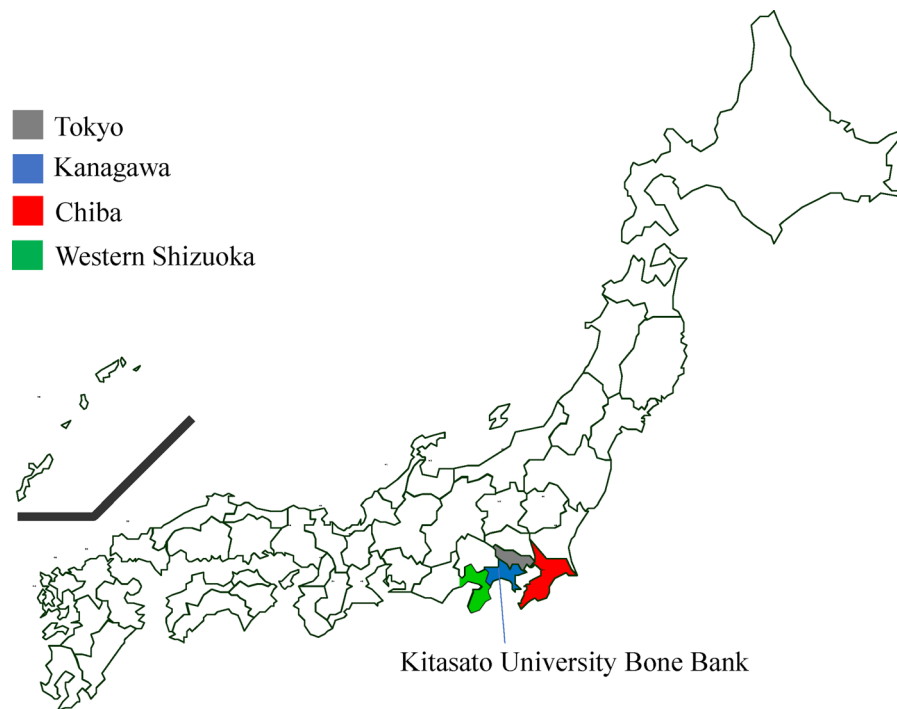 Tokyo
Kanagawa
Chiba
Western Shizuoka
Kitasato University Bone Bank